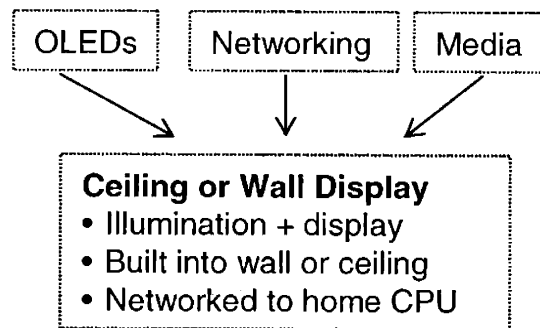 OLEDs Networking Media
Ceiling or Wall Display
• Illumination + display
• Built into wall or ceiling
• Networked to home CPU